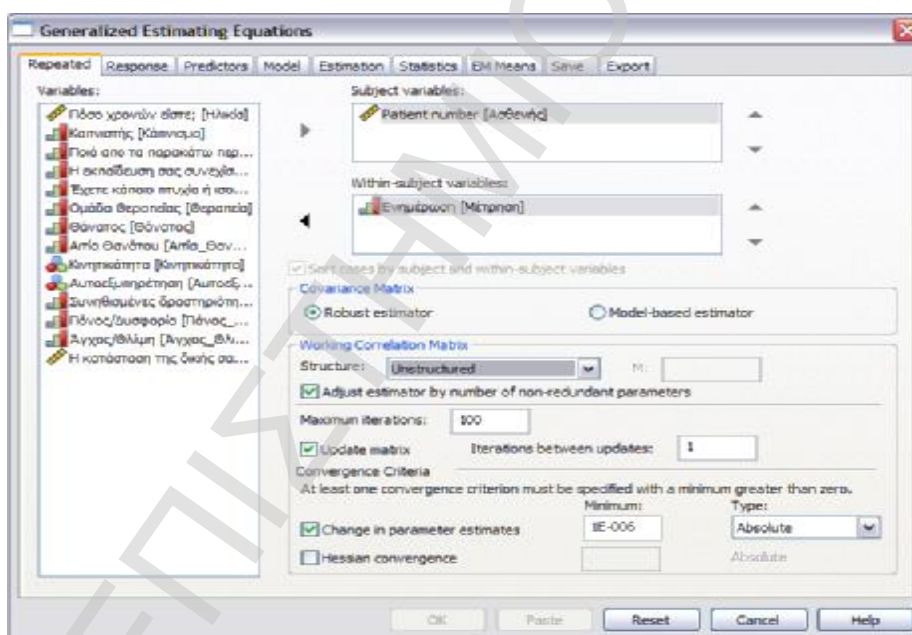 Generalized Estimating Equations
Repeated Response Predictors Model Estimation Statistics EM Means Save Export
Variables:
Πόσο χρονών είστε; [Ηλικία]
Καπνιστής [Κάπνισμα]
Ποιό απο τα παρακάτω περ...
Η εκπαίδευση σας συνεχίσ...
Έχετε κάποιο πτυχίο ή ισο...
Ομάδα Θεραπείας [Θεραπεία]
Θάνατος [Θάνατος]
Αιτία Θανάτου [Αιτία_Θαν...
Κινητικότητα [Κινητικότητα]
Αυτοεξυπηρέτηση [Αυτοεξ...
Συνηθισμένες δραστηριότη...
Πόνος/Δυσφορία [Πόνος_...
Άγχος/Θλίψη [Άγχος_Θλι...
Η κατάσταση της δικής σα...
Subject variables:
Patient number [Ασθενής]
Within-subject variables:
Ενημέρωση [Μέτρηση]
Sort cases by subject and within-subject variables
Covariance Matrix
Robust estimator Model-based estimator
Working Correlation Matrix
Structure: Unstructured M:
Adjust estimator by number of non-redundant parameters
Maximum iterations: 100
Update matrix Iterations between updates: 1
Convergence Criteria
At least one convergence criterion must be specified with a minimum greater than zero.
Minimum: Type:
Change in parameter estimates 1E-006 Absolute
Hessian convergence Absolute
OK Paste Reset Cancel Help
ΕΠΙΣΤΗΜΙΟ